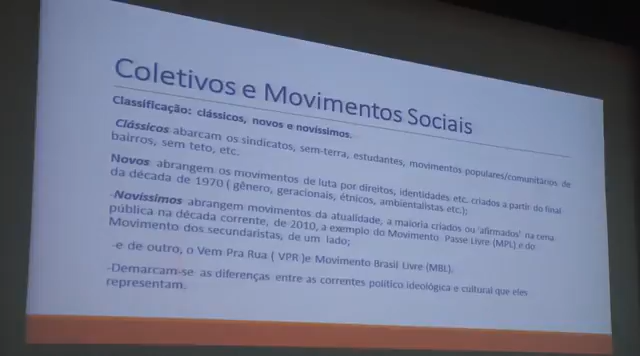 Coletivos e Movimentos Sociais
Classificação: clássicos, novos e novíssimos.
Clássicos abarcam os sindicatos, sem-terra, estudantes, movimentos populares/comunitários de
bairros, sem teto, etc.
Novos abrangem os movimentos de luta por direitos, identidades etc. criados a partir do final
da década de 1970 ( gênero, geracionais, étnicos, ambientalistas etc.);
-Novíssimos abrangem movimentos da atualidade, a maioria criados ou 'afirmados' na cena
pública na década corrente, de 2010, a exemplo do Movimento Passe Livre (MPL) e do
Movimento dos secundaristas, de um lado;
-e de outro, o Vem Pra Rua ( VPR )e Movimento Brasil Livre (MBL).
-Demarcam-se as diferenças entre as correntes político ideológica e cultural que eles
representam.